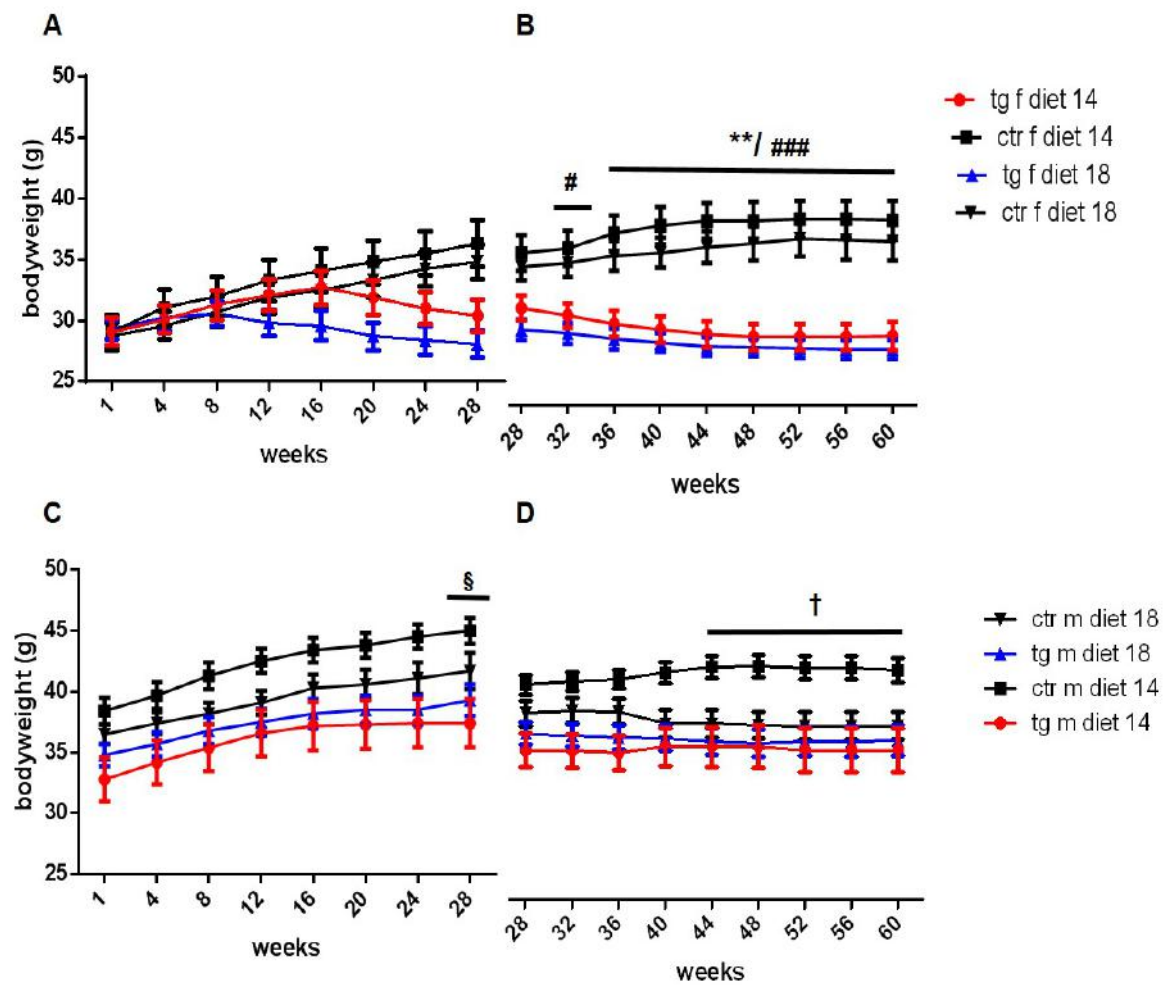 A
B
50
45
40
35
30
25
bodyweight (g)
1
4
8
12
16
20
24
28
weeks
#
**/ ###
28
32
36
40
44
48
52
56
60
weeks
tg f diet 14
ctr f diet 14
tg f diet 18
ctr f diet 18
C
D
50
45
40
35
30
25
bodyweight (g)
§
1
4
8
12
16
20
24
28
weeks
†
28
32
36
40
44
48
52
56
60
weeks
ctr m diet 18
tg m diet 18
ctr m diet 14
tg m diet 14